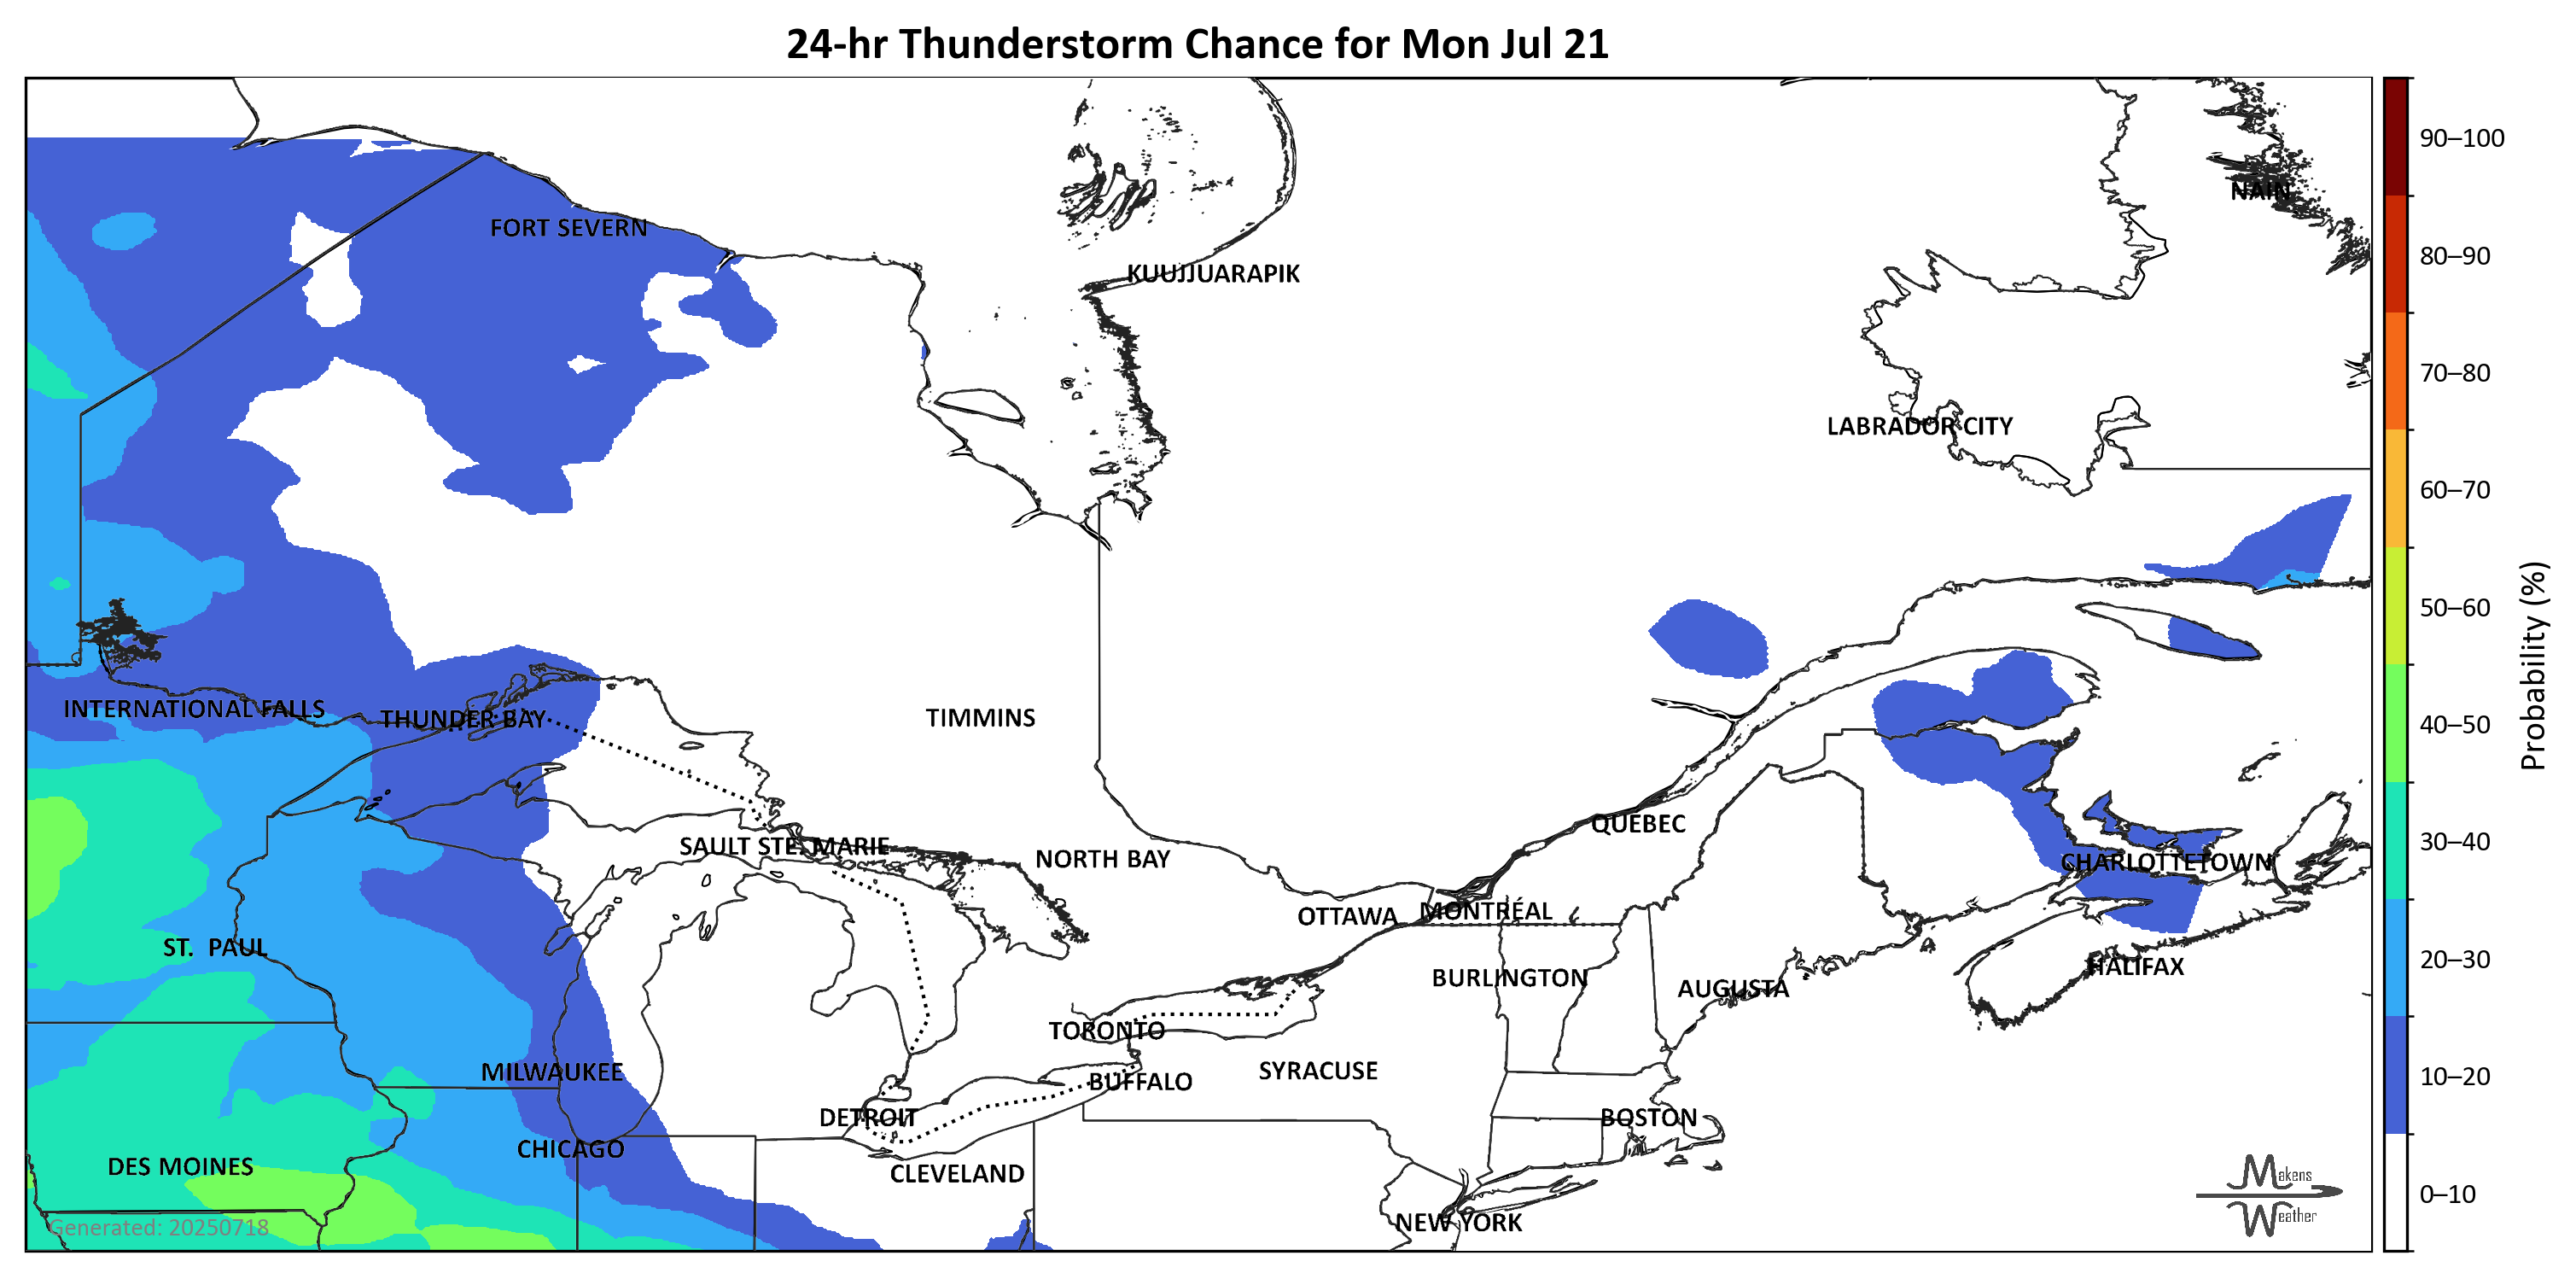 24-hr Thunderstorm Chance for Mon Jul 21
NAIN
FORT SEVERN
KUUJJUARAPIK
LABRADOR CITY
INTERNATIONAL FALLS
THUNDER BAY
TIMMINS
QUEBEC
SAULT STE. MARIE
NORTH BAY
CHARLOTTETOWN
OTTAWA
MONTRÉAL
ST. PAUL
HALIFAX
BURLINGTON
AUGUSTA
TORONTO
MILWAUKEE
SYRACUSE
BUFFALO
DETROIT
BOSTON
CHICAGO
DES MOINES
CLEVELAND
NEW YORK
Generated: 20250718
Makens
Weather
90–100
80–90
70–80
60–70
50–60
40–50
30–40
20–30
10–20
0–10
Probability (%)